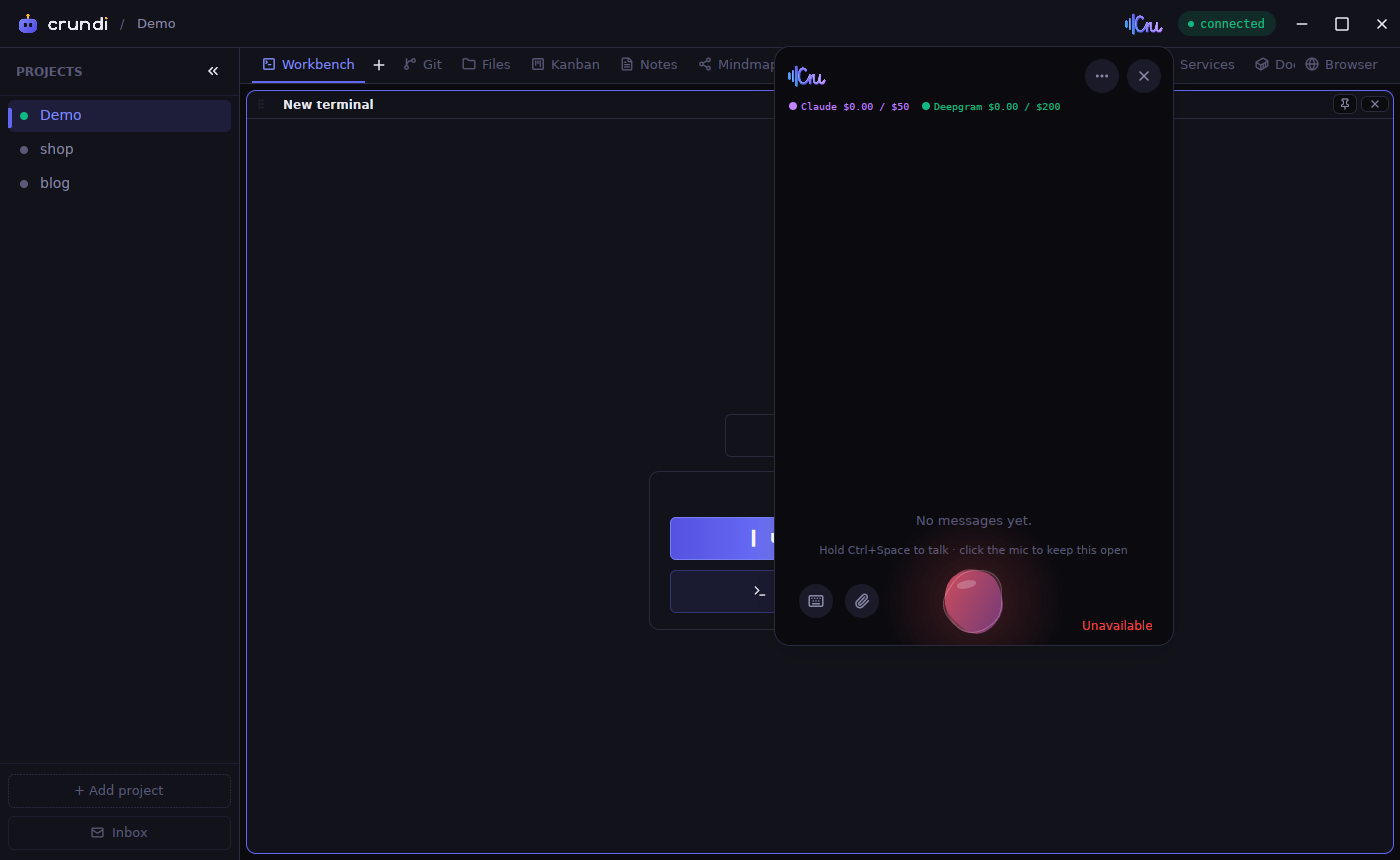 crundi / Demo
Cru
connected
PROJECTS
Demo
shop
blog
+ Add project
Inbox
Workbench
Git
Files
Kanban
Notes
Mindmap
Services
Browser
New terminal
Cru
Claude $0.00 / $50
Deepgram $0.00 / $200
No messages yet.
Hold Ctrl+Space to talk · click the mic to keep this open
Unavailable